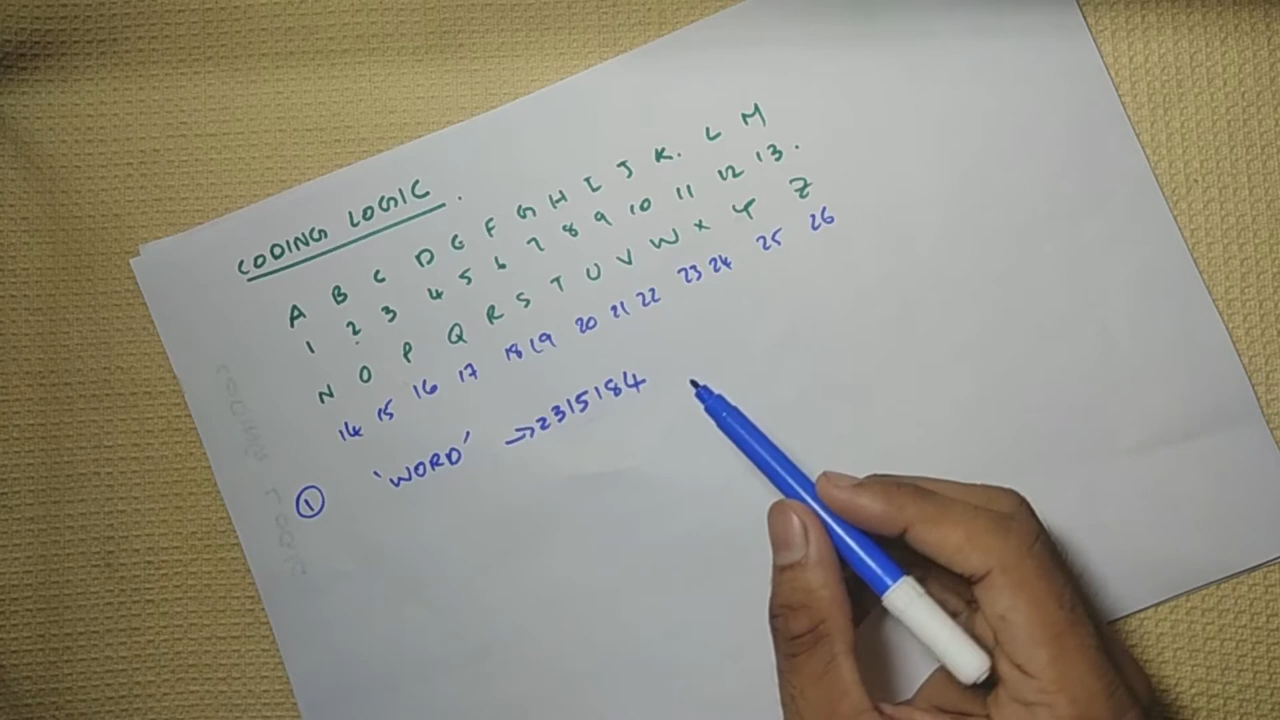 CODING LOGIC.
A B C D E F G H I J K. L M
1 2 3 4 5 6 7 8 9 10 11 12 13.
N O P Q R S T U V W X Y Z
14 15 16 17 18 19 20 21 22 23 24 25 26
① 'WORD' → 2315184